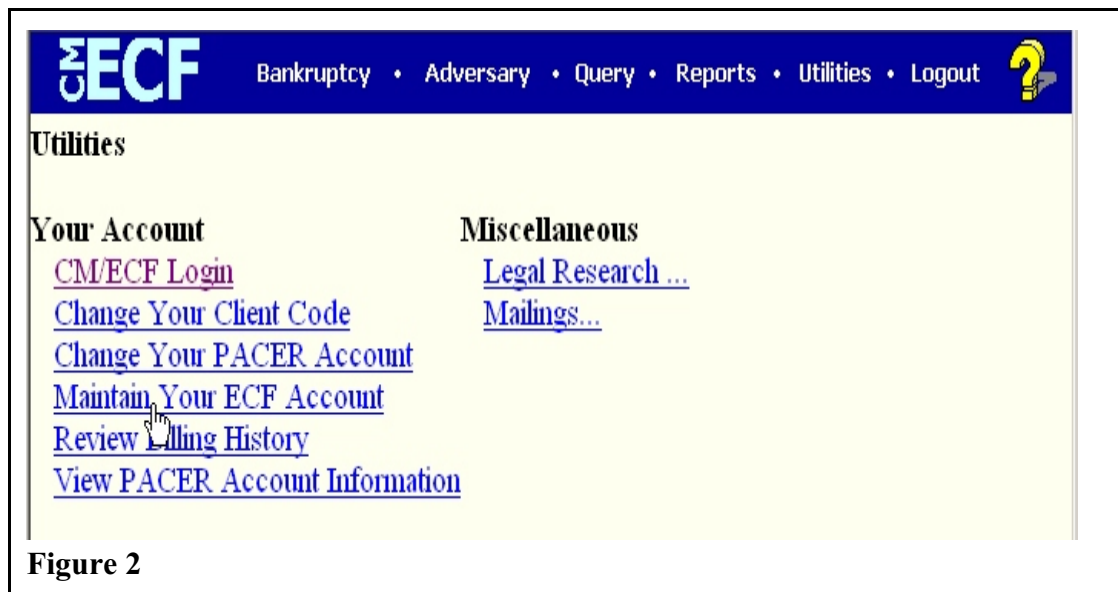 CM ECF Bankruptcy • Adversary • Query • Reports • Utilities • Logout ?
Utilities
Your Account Miscellaneous
CM/ECF Login Legal Research ...
Change Your Client Code Mailings...
Change Your PACER Account
Maintain Your ECF Account
Review Billing History
View PACER Account Information
Figure 2